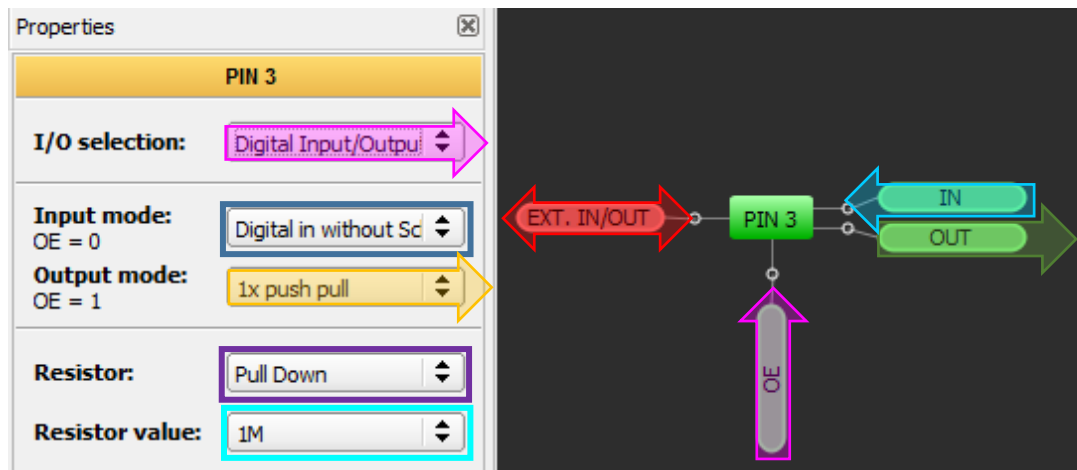 Properties
PIN 3
I/O selection: Digital Input/Outpu
Input mode:
OE = 0
Digital in without Sc
Output mode:
OE = 1
1x push pull
Resistor: Pull Down
Resistor value: 1M
EXT. IN/OUT
PIN 3
IN
OUT
OE